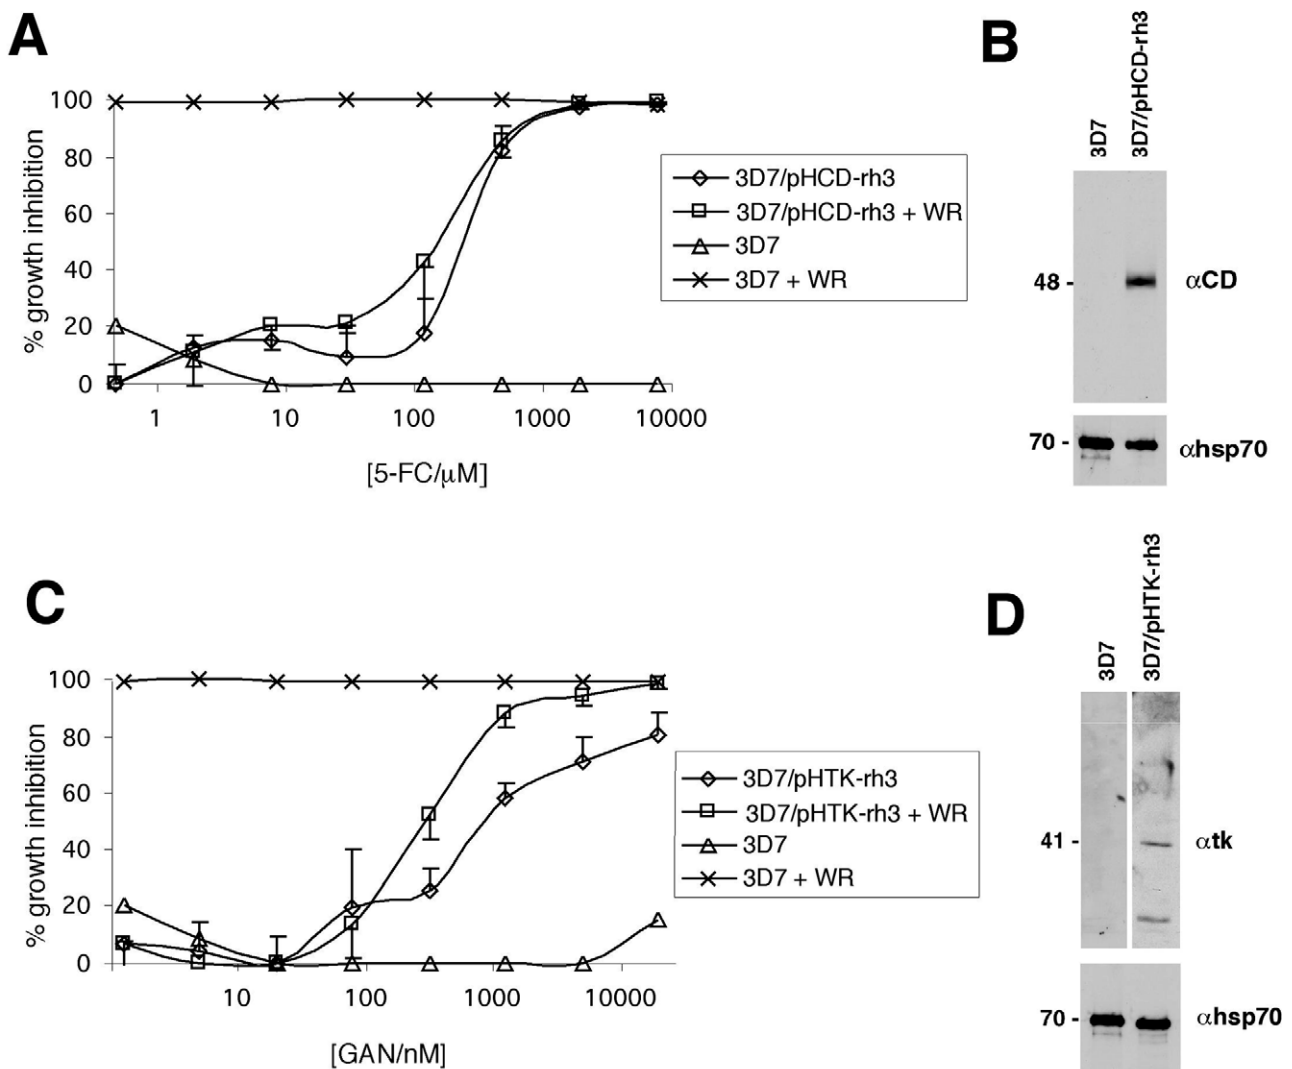 A
% growth inhibition
100
80
60
40
20
0
1 10 100 1000 10000
[5-FC/μM]
3D7/pHCD-rh3
3D7/pHCD-rh3 + WR
3D7
3D7 + WR
B
3D7
3D7/pHCD-rh3
48 - αCD
70 - αhsp70
C
% growth inhibition
100
80
60
40
20
0
10 100 1000 10000
[GAN/nM]
3D7/pHTK-rh3
3D7/pHTK-rh3 + WR
3D7
3D7 + WR
D
3D7
3D7/pHTK-rh3
41 - αtk
70 - αhsp70